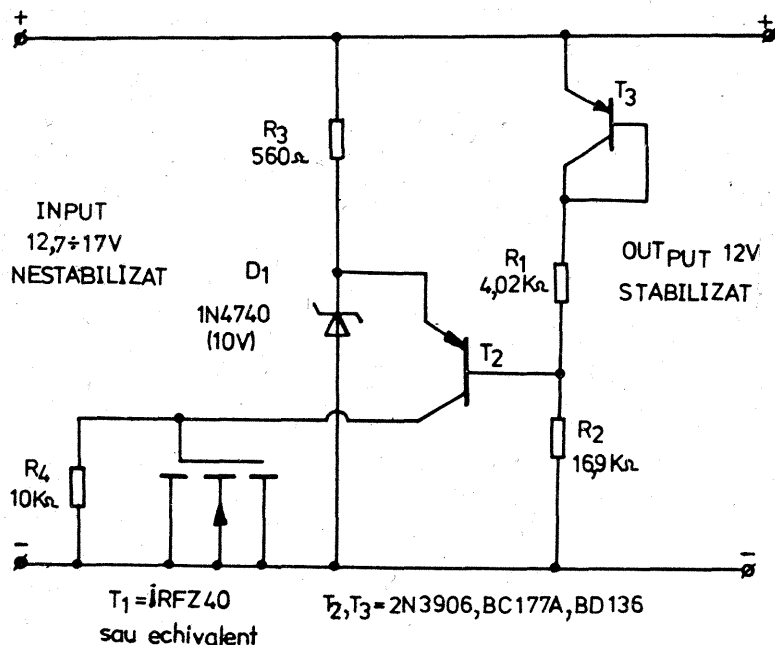 +
+
T3
R3
560Ω
INPUT
12,7÷17V
NESTABILIZAT
D1
1N4740
(10V)
R1
4,02KΩ
OUTPUT 12V
STABILIZAT
T2
R2
16,9KΩ
R4
10KΩ
−
−
T1 = IRFZ40
sau echivalent
T2,T3 = 2N3906, BC177A, BD136